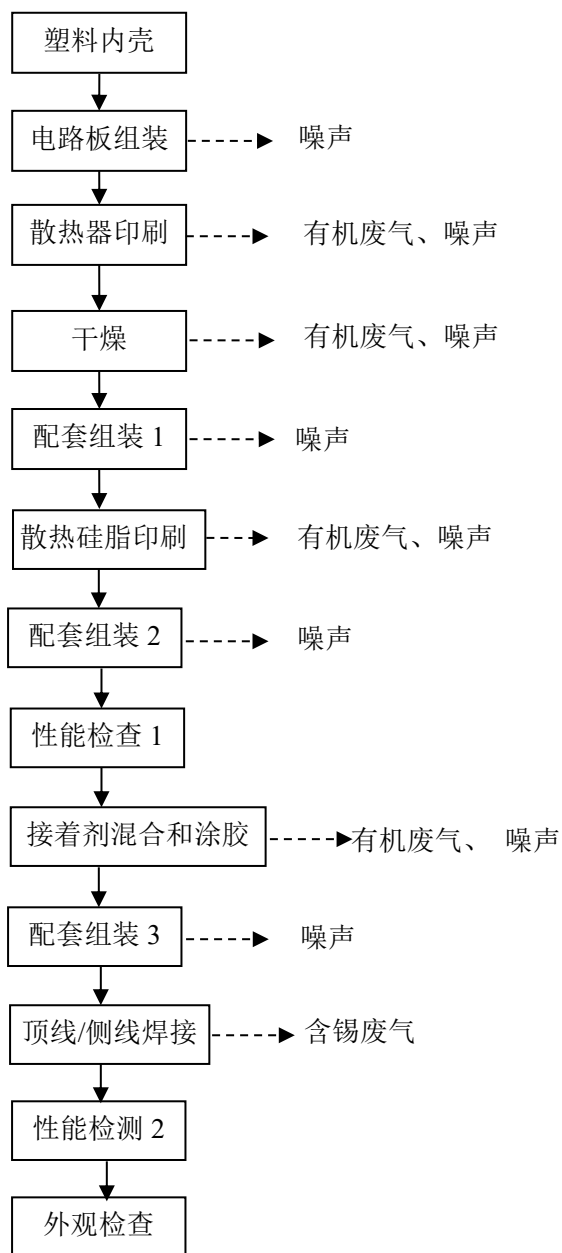 塑料内壳
电路板组装
噪声
散热器印刷
有机废气、噪声
干燥
有机废气、噪声
配套组装 1
噪声
散热硅脂印刷
有机废气、噪声
配套组装 2
噪声
性能检查 1
接着剂混合和涂胶
有机废气、 噪声
配套组装 3
噪声
顶线/侧线焊接
含锡废气
性能检测 2
外观检查